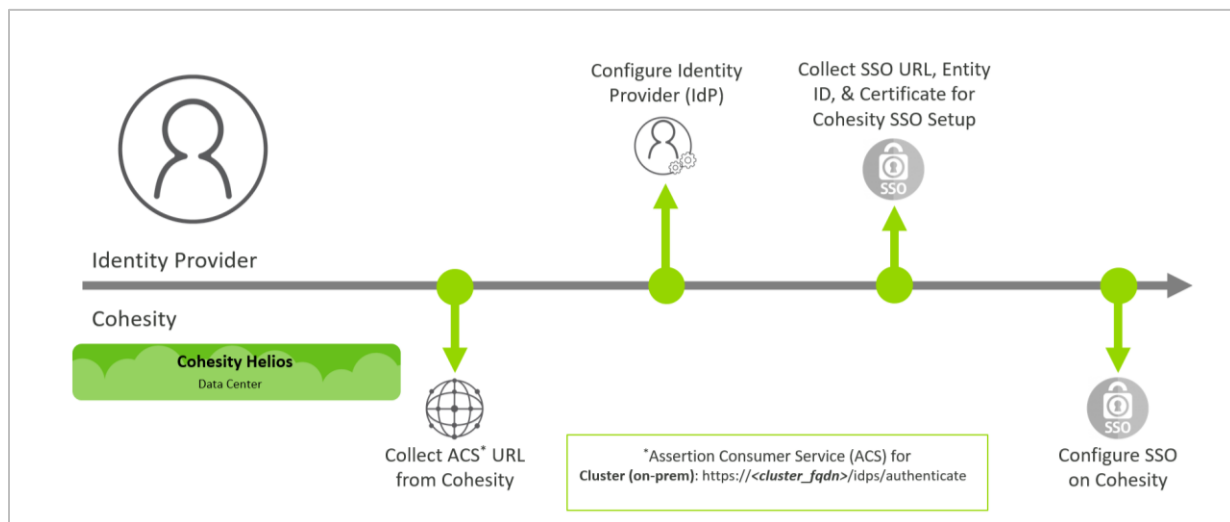 Configure Identity
Provider (IdP)
Collect SSO URL, Entity
ID, & Certificate for
Cohesity SSO Setup
SSO
Identity Provider
Cohesity
Cohesity Helios
Data Center
Collect ACS* URL
from Cohesity
*Assertion Consumer Service (ACS) for
Cluster (on-prem): https://<cluster_fqdn>/idps/authenticate
SSO
Configure SSO
on Cohesity